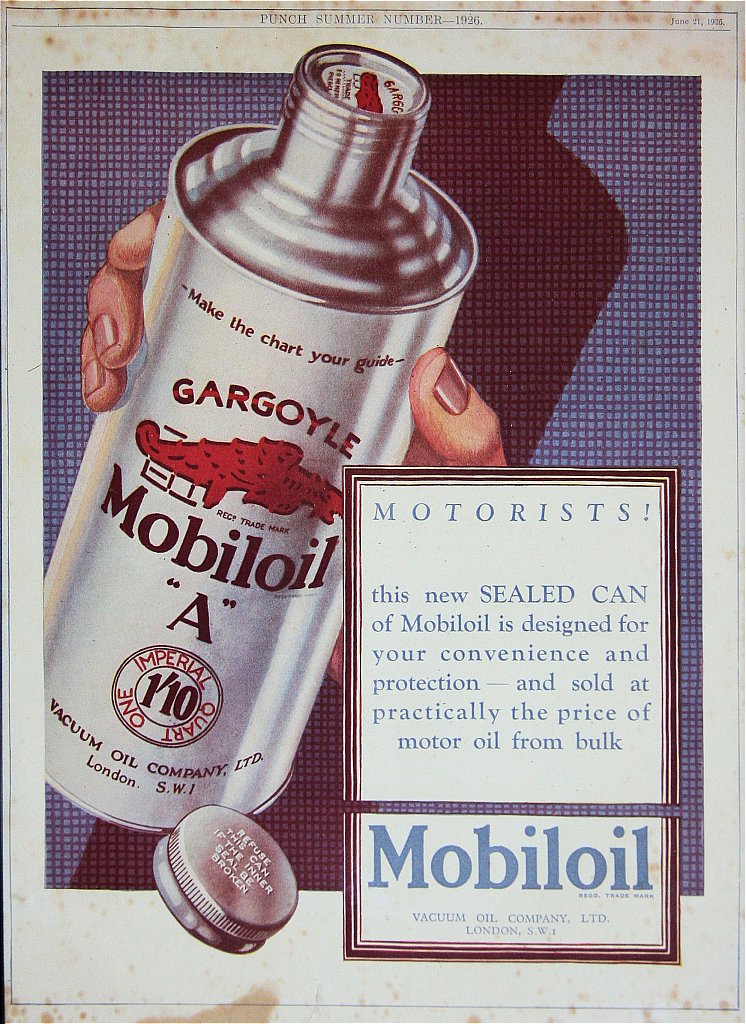 PUNCH SUMMER NUMBER—1926.
June 21, 1926.
GARGO
-Make the chart your guide-
GARGOYLE
REGD. TRADE MARK
Mobiloil
"A"
IMPERIAL
1/10
ONE QUART
VACUUM OIL COMPANY, LTD.
London. S.W.1
REFUSE
THIS CAN
IF THE INNER
SEAL BE
BROKEN
MOTORISTS!
this new SEALED CAN
of Mobiloil is designed for
your convenience and
protection — and sold at
practically the price of
motor oil from bulk
Mobiloil
REGD. TRADE MARK
VACUUM OIL COMPANY, LTD.
LONDON, S.W.1